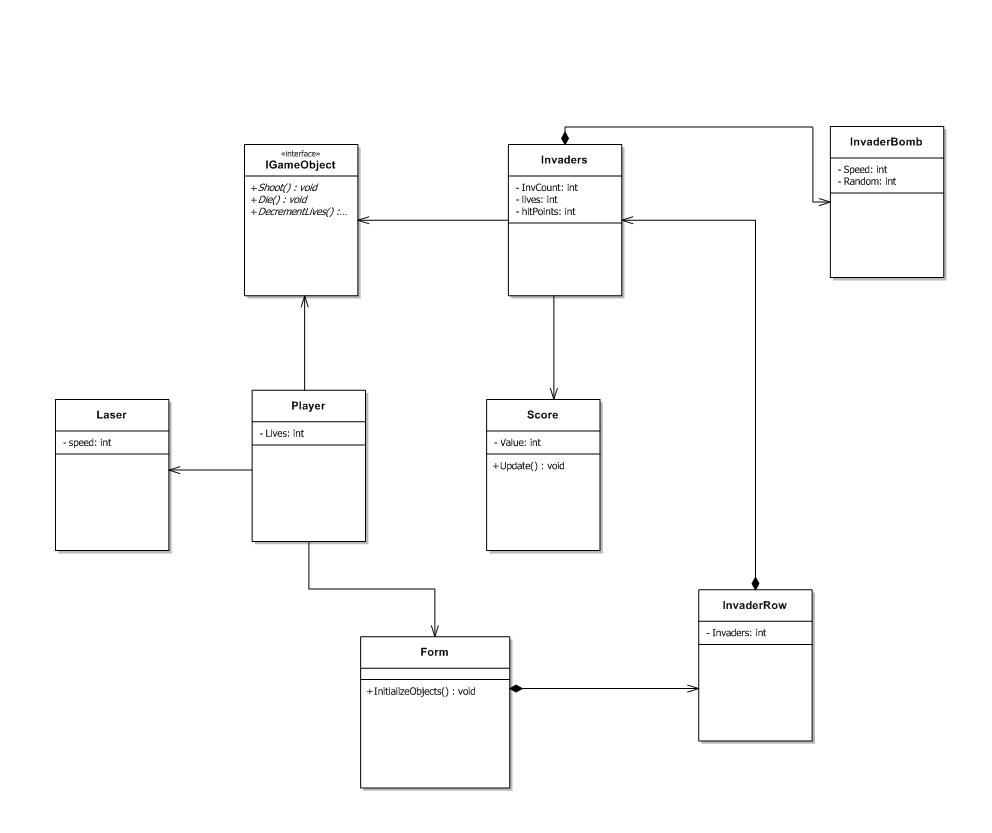 «interface»
IGameObject
+Shoot() : void
+Die() : void
+DecrementLives() :...
Invaders
- InvCount: int
- lives: int
- hitPoints: int
InvaderBomb
- Speed: int
- Random: int
Laser
- speed: int
Player
- Lives: int
Score
- Value: int
+Update() : void
Form
+InitializeObjects() : void
InvaderRow
- Invaders: int